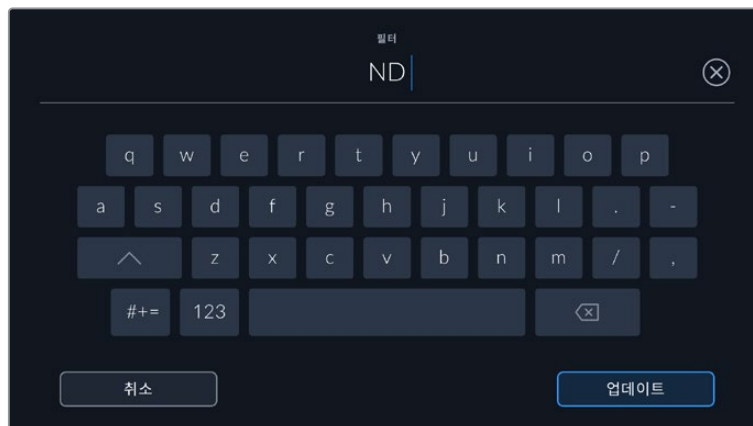 필터
ND
q w e r t y u i o p
a s d f g h j k l . -
z x c v b n m / ,
#+= 123
취소 업데이트